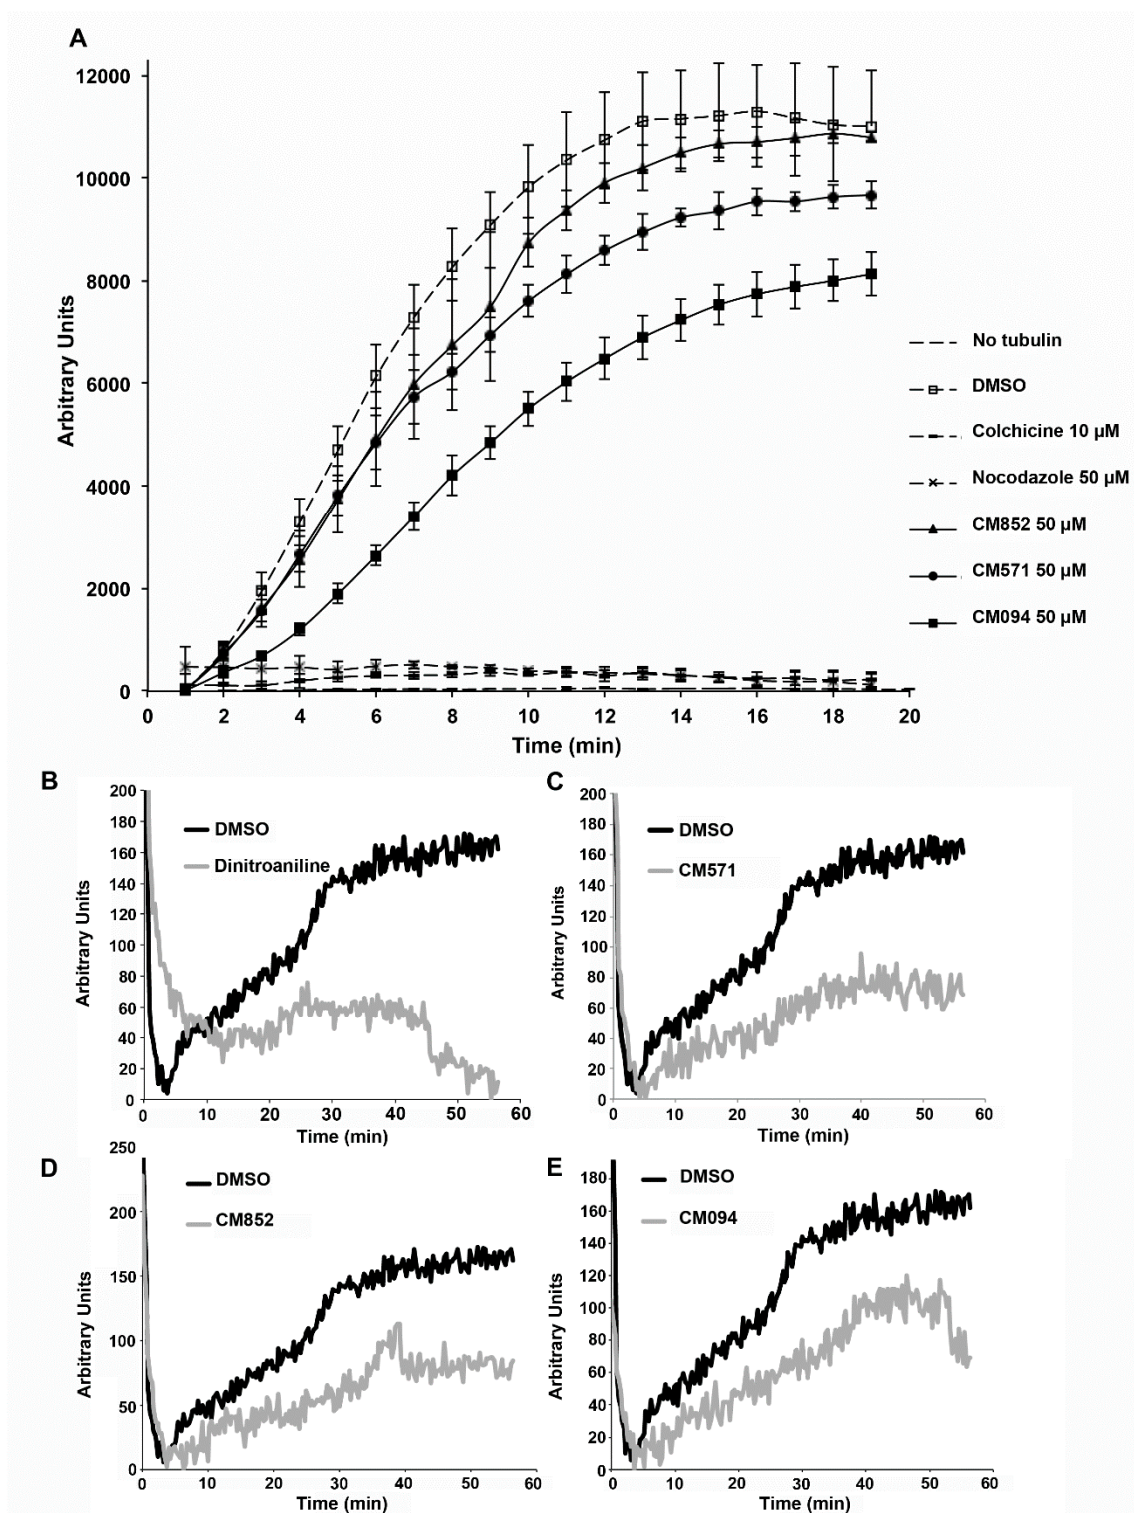 A
12000
10000
8000
6000
4000
2000
0
Arbitrary Units
0 2 4 6 8 10 12 14 16 18 20
Time (min)
No tubulin
DMSO
Colchicine 10 µM
Nocodazole 50 µM
CM852 50 µM
CM571 50 µM
CM094 50 µM
B
200
180
160
140
120
100
80
60
40
20
0
Arbitrary Units
DMSO
Dinitroaniline
0 10 20 30 40 50 60
Time (min)
C
200
180
160
140
120
100
80
60
40
20
0
Arbitrary Units
DMSO
CM571
0 10 20 30 40 50 60
Time (min)
D
250
200
150
100
50
0
Arbitrary Units
DMSO
CM852
0 10 20 30 40 50 60
Time (min)
E
180
160
140
120
100
80
60
40
20
0
Arbitrary Units
DMSO
CM094
0 10 20 30 40 50 60
Time (min)